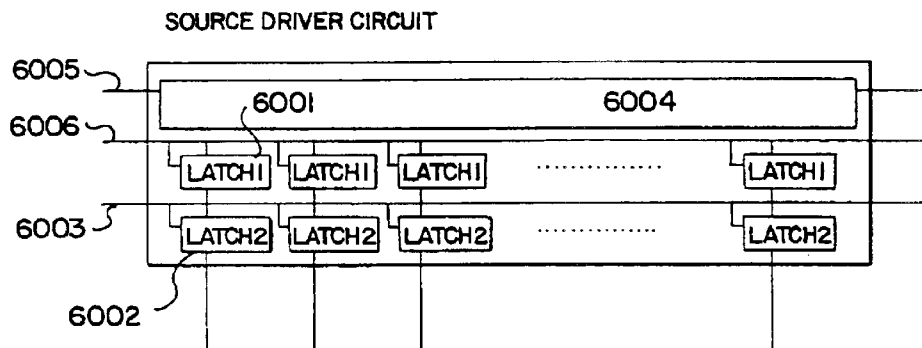 SOURCE DRIVER CIRCUIT
6005
6001 6004
6006
LATCH1 LATCH1 LATCH1 LATCH1
6003
LATCH2 LATCH2 LATCH2 LATCH2
6002